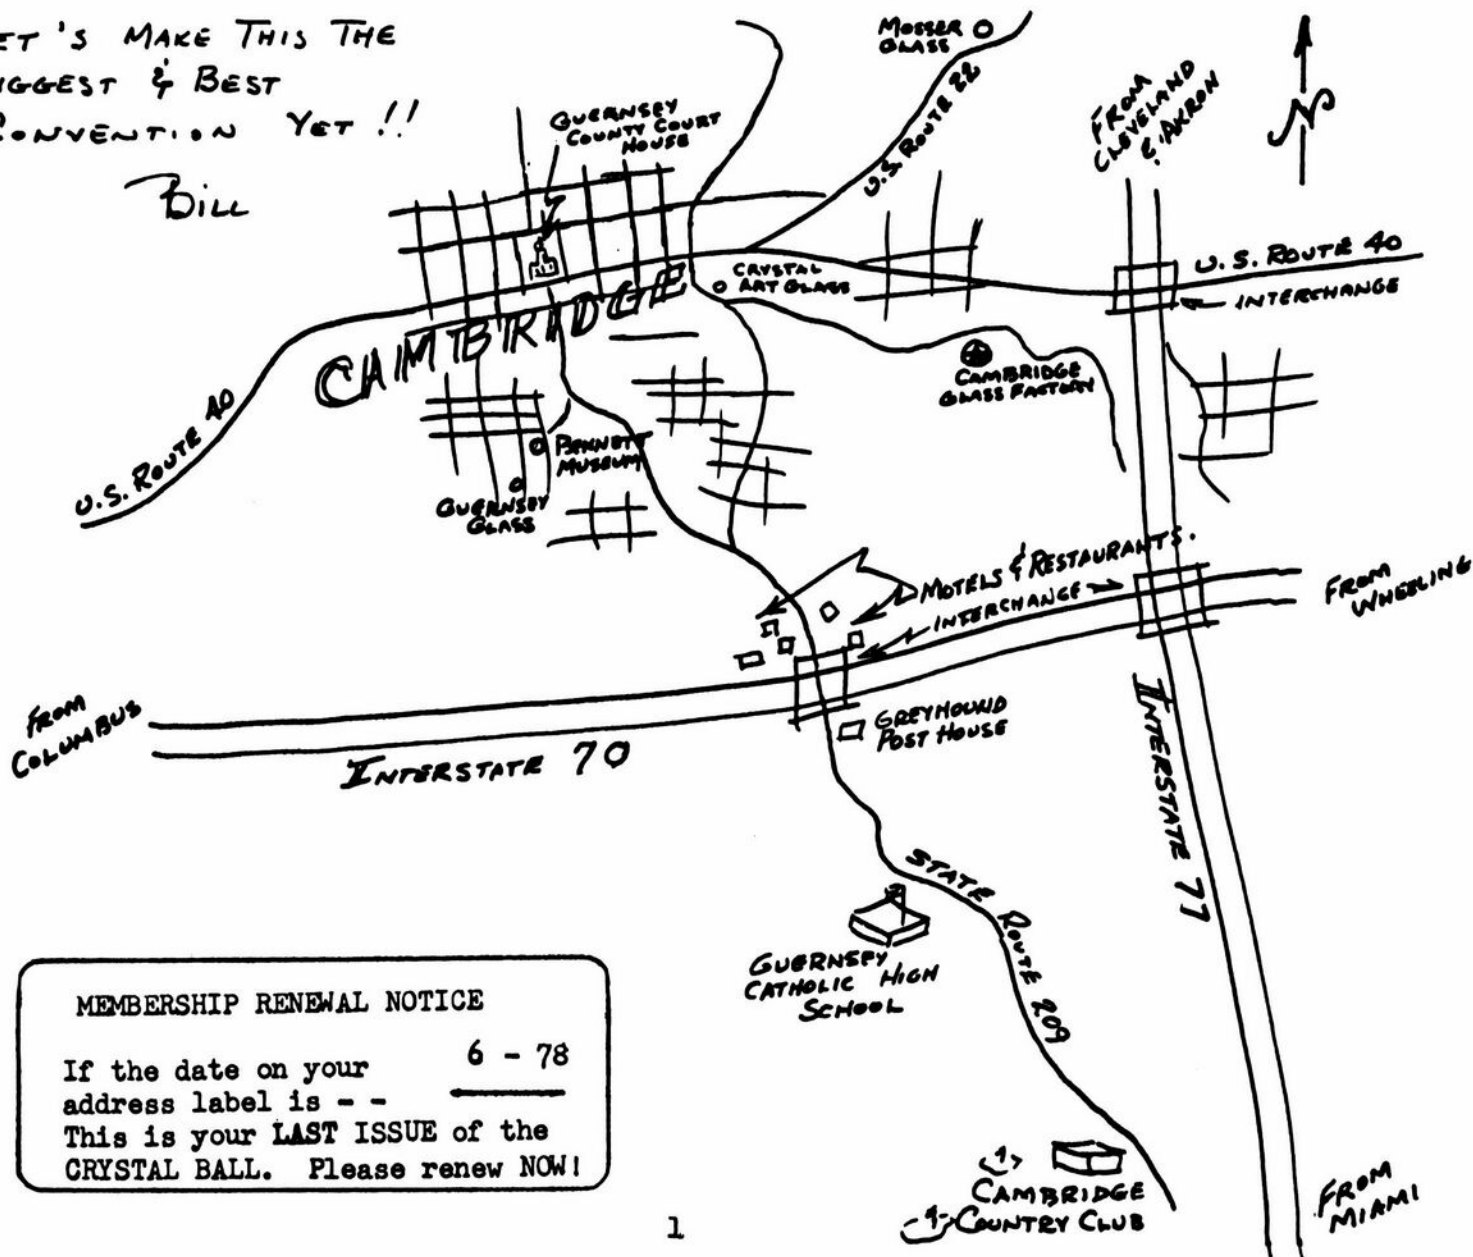 ET'S MAKE THIS THE
IGGEST & BEST
CONVENTION YET !!
BILL
MOSSER
GLASS
U.S. ROUTE 22
FROM
CLEVELAND
& AKRON
N
GUERNSEY
COUNTY COURT
HOUSE
U.S. ROUTE 40
INTERCHANGE
CRYSTAL
ART GLASS
CAMBRIDGE
CAMBRIDGE
GLASS FACTORY
U.S. ROUTE 40
BENNETT
MUSEUM
GUERNSEY
GLASS
MOTELS & RESTAURANTS.
INTERCHANGE
FROM
WHEELING
FROM
COLUMBUS
INTERSTATE 70
GREYHOUND
POST HOUSE
INTERSTATE 77
STATE ROUTE 209
GUERNSEY
CATHOLIC HIGH
SCHOOL
MEMBERSHIP RENEWAL NOTICE
If the date on your 6 - 78
address label is - -
This is your LAST ISSUE of the
CRYSTAL BALL. Please renew NOW!
CAMBRIDGE
COUNTRY CLUB
FROM
MIAMI
1